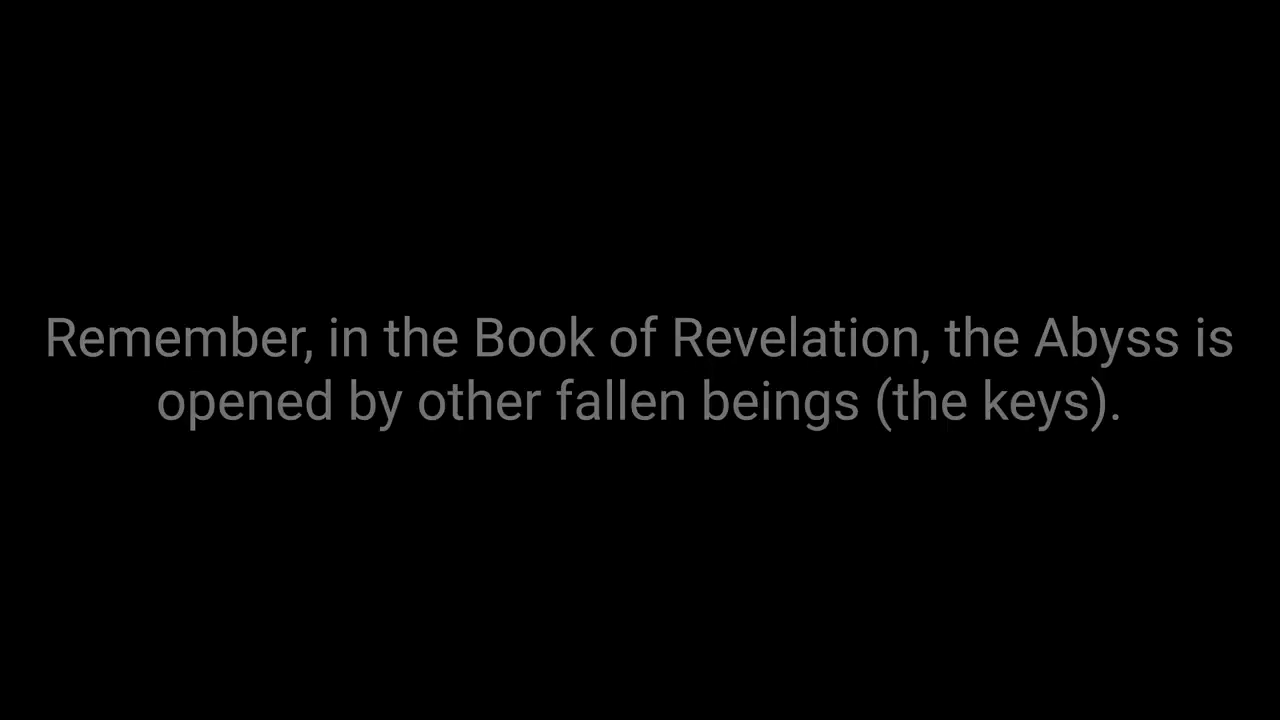 Remember, in the Book of Revelation, the Abyss is
opened by other fallen beings (the keys).